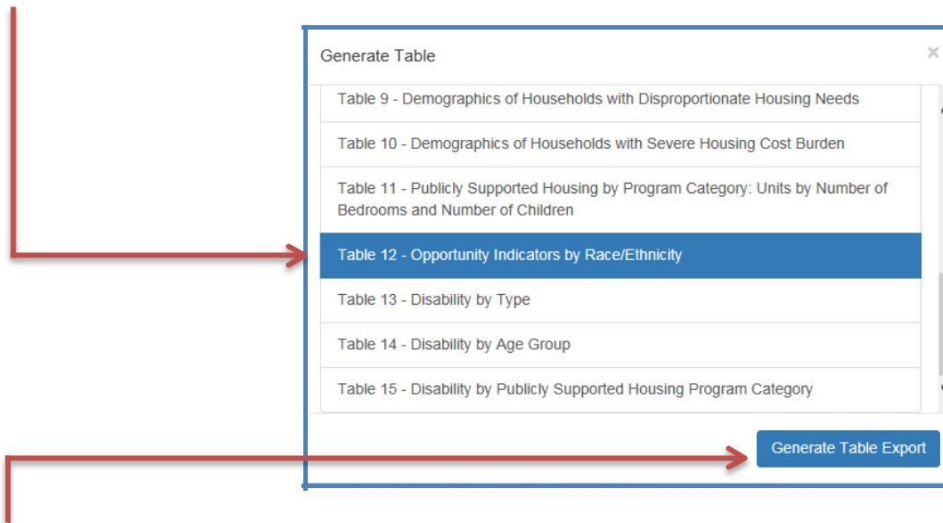 Generate Table
×
Table 9 - Demographics of Households with Disproportionate Housing Needs
Table 10 - Demographics of Households with Severe Housing Cost Burden
Table 11 - Publicly Supported Housing by Program Category: Units by Number of
Bedrooms and Number of Children
Table 12 - Opportunity Indicators by Race/Ethnicity
Table 13 - Disability by Type
Table 14 - Disability by Age Group
Table 15 - Disability by Publicly Supported Housing Program Category
Generate Table Export